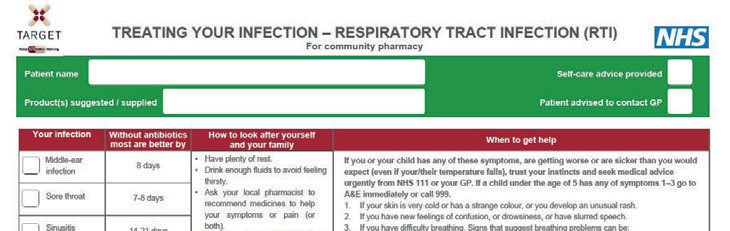 TARGET
TREATING YOUR INFECTION – RESPIRATORY TRACT INFECTION (RTI)
For community pharmacy
NHS
Patient name
Self-care advice provided
Product(s) suggested / supplied
Patient advised to contact GP
Your infection
Without antibiotics
most are better by
How to look after yourself
and your family
When to get help
Middle-ear
infection
8 days
Sore throat
7-8 days
Sinusitis
14-21 days
• Have plenty of rest.
• Drink enough fluids to avoid feeling
thirsty.
• Ask your local pharmacist to
recommend medicines to help
your symptoms or pain (or
both).
If you or your child has any of these symptoms, are getting worse or are sicker than you would
expect (even if your/their temperature falls), trust your instincts and seek medical advice
urgently from NHS 111 or your GP. If a child under the age of 5 has any of symptoms 1–3 go to
A&E immediately or call 999.
1. If your skin is very cold or has a strange colour, or you develop an unusual rash.
2. If you have new feelings of confusion, or drowsiness, or have slurred speech.
3. If you have difficulty breathing. Signs that suggest breathing problems can be: